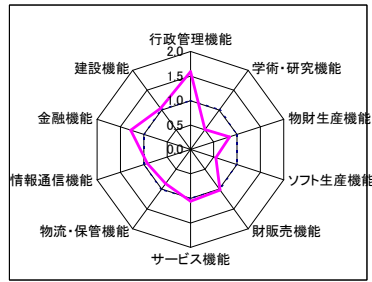 行政管理機能
2.0
建設機能
学術・研究機能
1.5
金融機能
1.0
物財生産機能
0.5
0.0
情報通信機能
ソフト生産機能
物流・保管機能
財販売機能
サービス機能